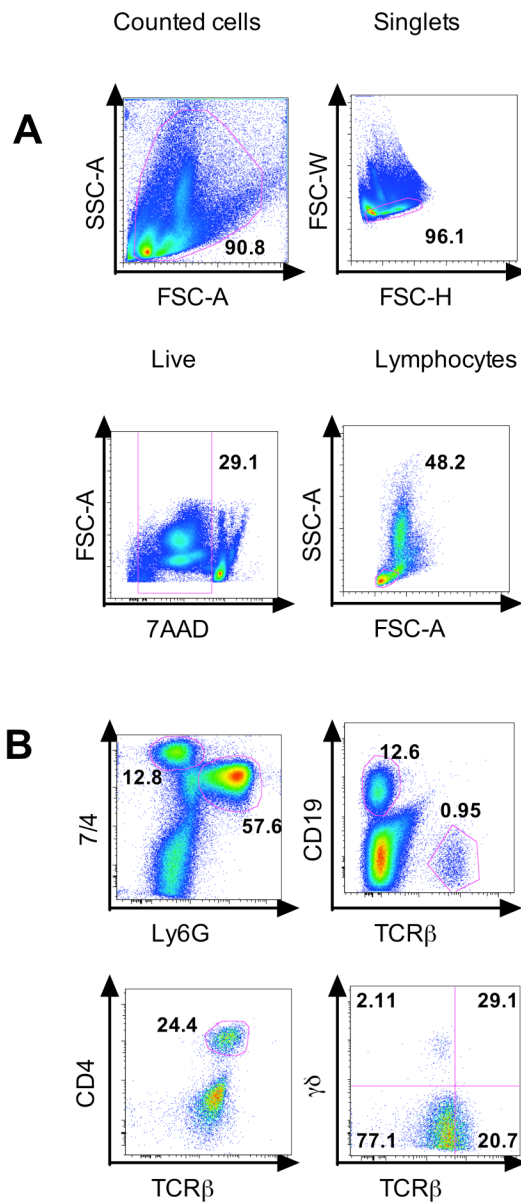 Counted cells Singlets
A
SSC-A
90.8
FSC-A
FSC-W
96.1
FSC-H
Live Lymphocytes
FSC-A
29.1
7AAD
SSC-A
48.2
FSC-A
B
7/4
12.8
57.6
Ly6G
CD19
12.6
0.95
TCRβ
CD4
24.4
TCRβ
γδ
2.11 29.1
77.1 20.7
TCRβ